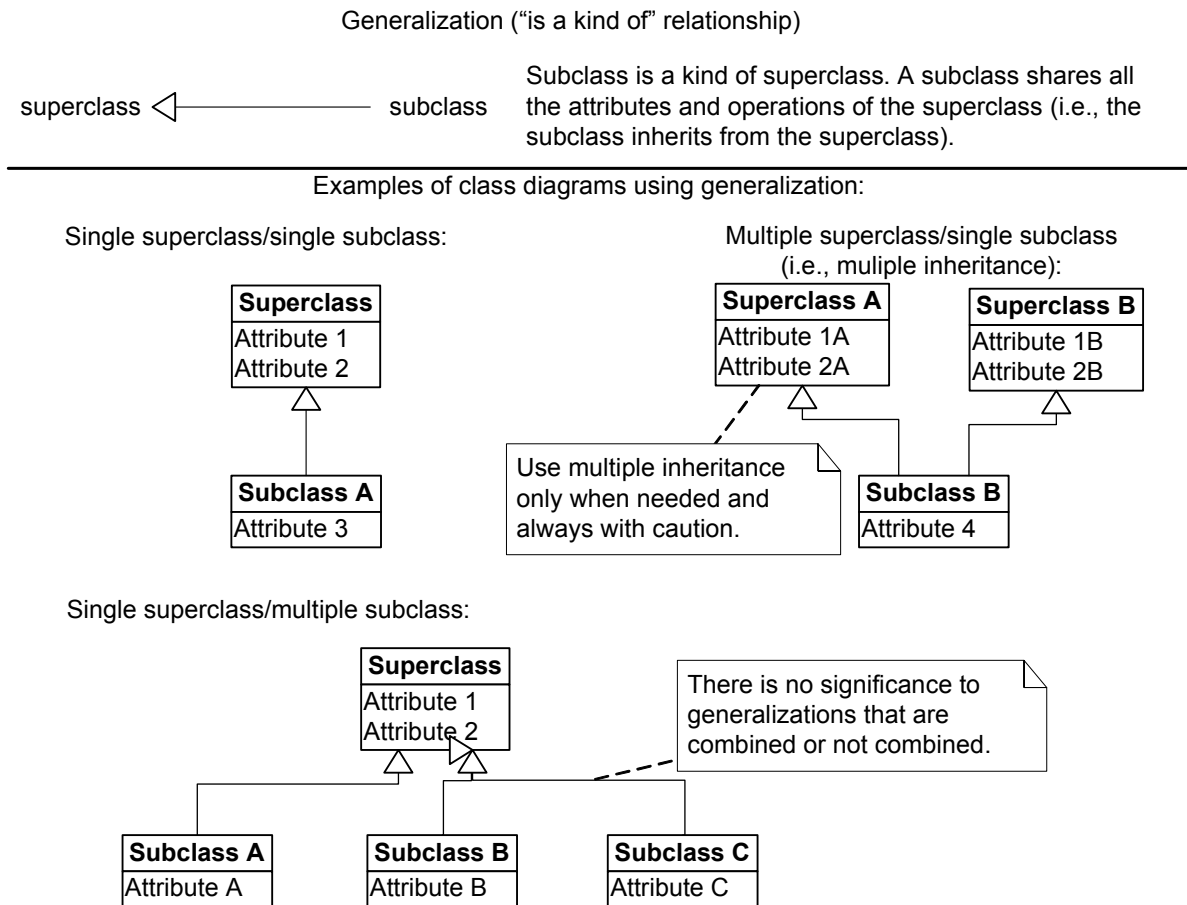 Generalization (“is a kind of” relationship)
superclass
subclass
Subclass is a kind of superclass. A subclass shares all
the attributes and operations of the superclass (i.e., the
subclass inherits from the superclass).
Examples of class diagrams using generalization:
Single superclass/single subclass:
Superclass
Attribute 1
Attribute 2
Subclass A
Attribute 3
Multiple superclass/single subclass
(i.e., muliple inheritance):
Superclass A
Attribute 1A
Attribute 2A
Superclass B
Attribute 1B
Attribute 2B
Use multiple inheritance
only when needed and
always with caution.
Subclass B
Attribute 4
Single superclass/multiple subclass:
Superclass
Attribute 1
Attribute 2
There is no significance to
generalizations that are
combined or not combined.
Subclass A
Attribute A
Subclass B
Attribute B
Subclass C
Attribute C